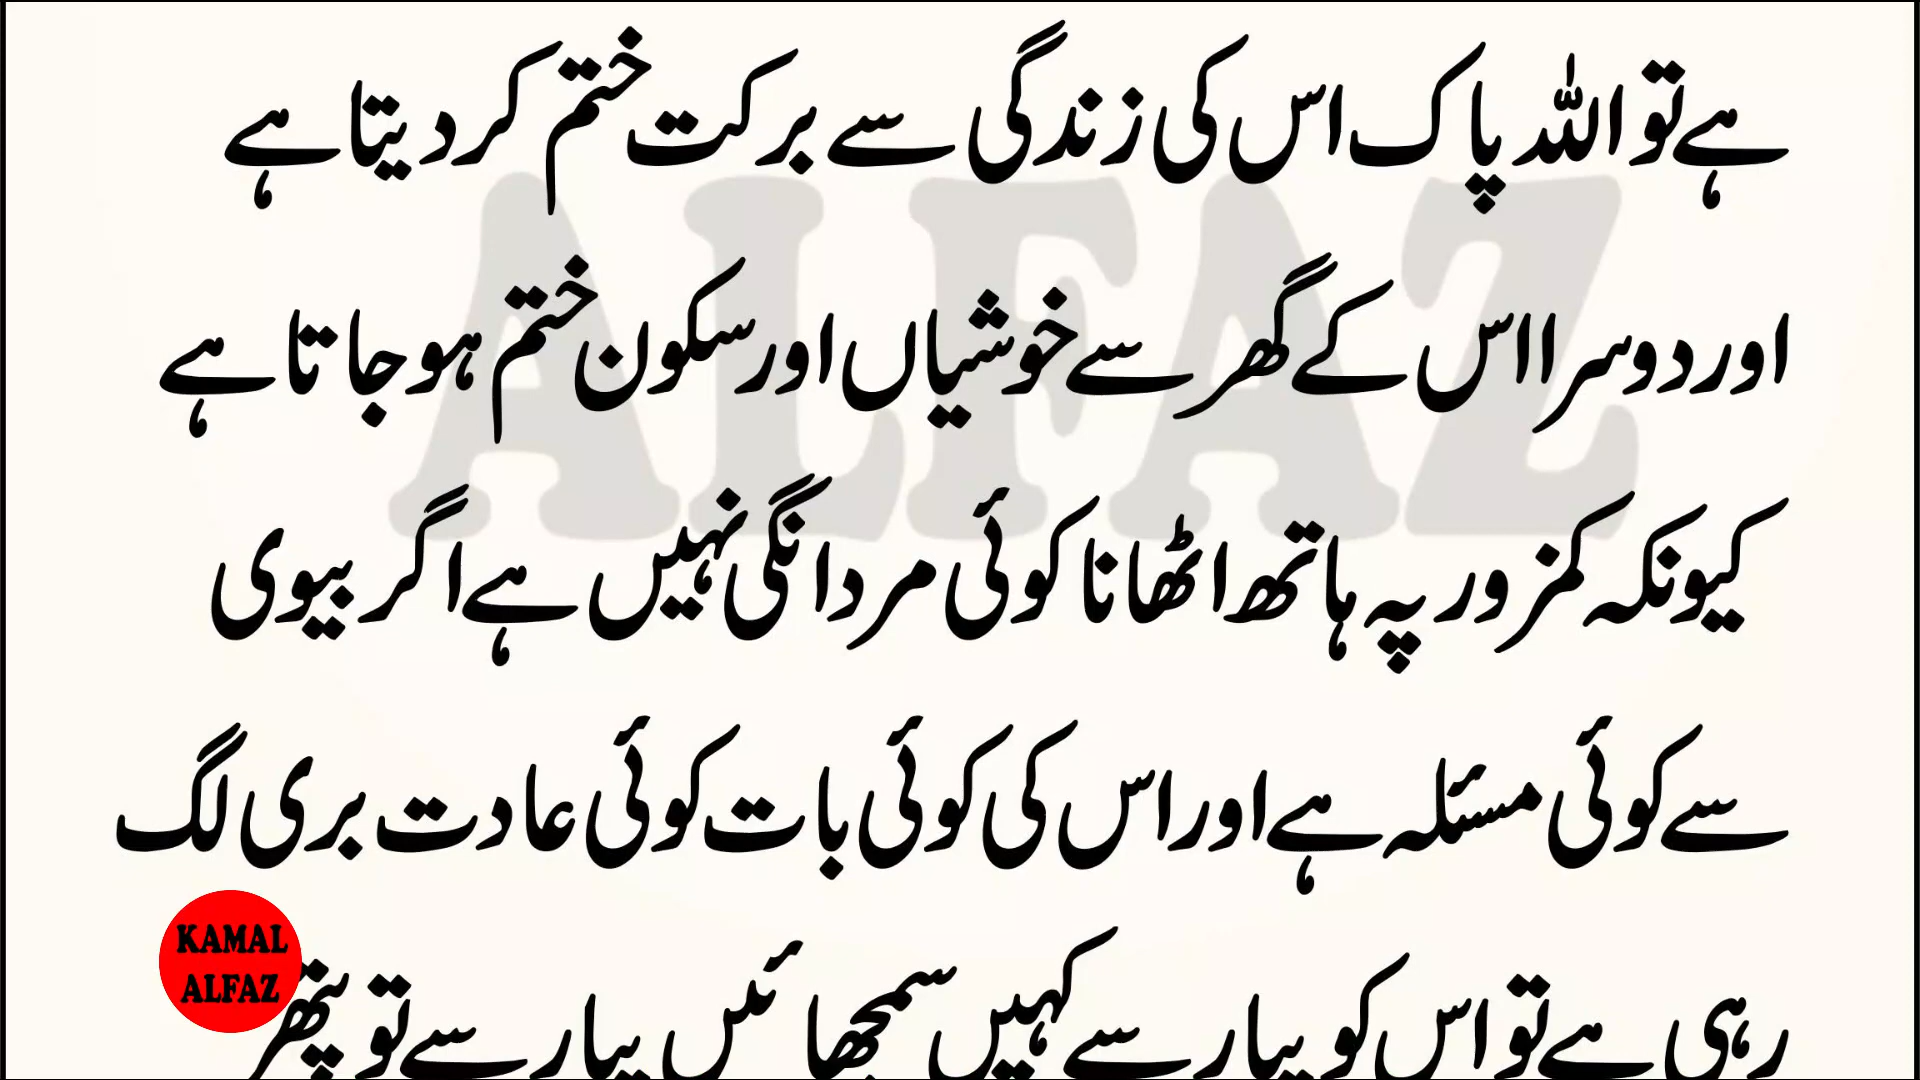 ہے تو اللہ پاک اس کی زندگی سے برکت ختم کر دیتا ہے
اور دوسرا اس کے گھر سے خوشیاں اور سکون ختم ہو جاتا ہے
کیونکہ کمزور پہ ہاتھ اٹھانا کوئی مردانگی نہیں ہے اگر بیوی
سے کوئی مسئلہ ہے اور اس کی کوئی بات کوئی عادت بری لگ
رہی ہے تو اس کو پیار سے کہیں سمجھائیں پیار سے تو پتھر
ALFAZ
KAMAL
ALFAZ